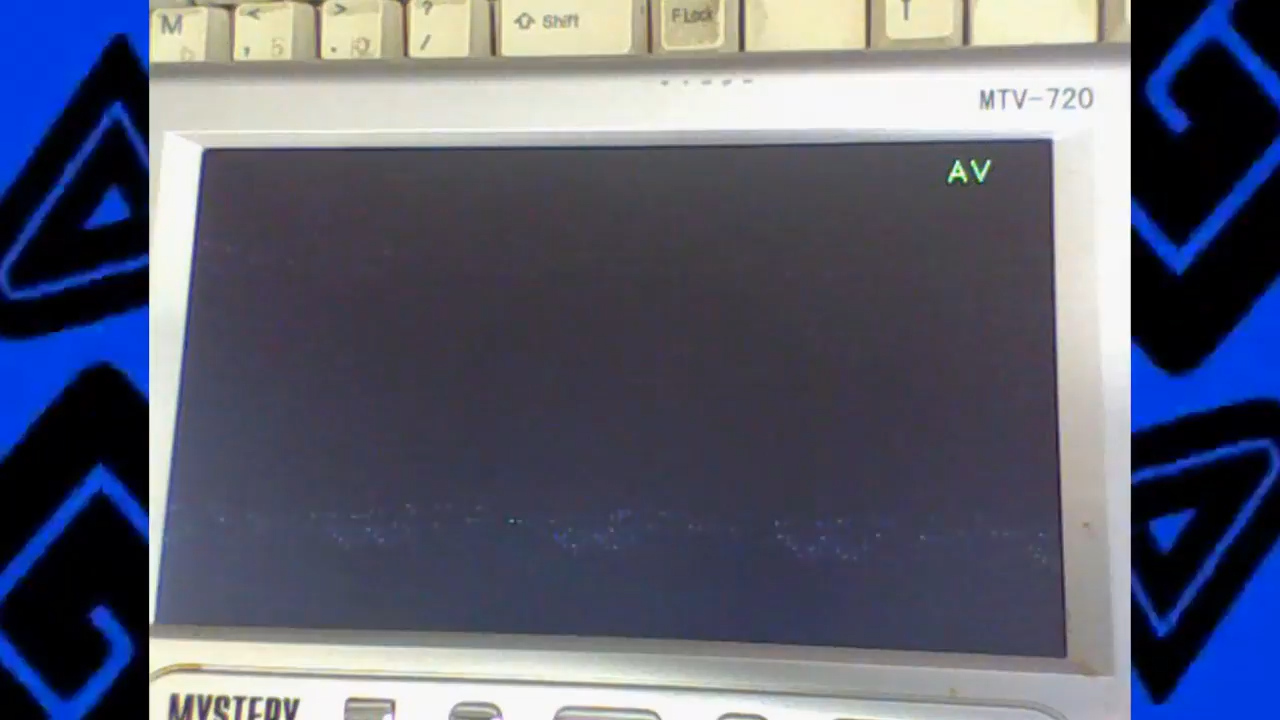 M < > ?
, . / Shift F Lock
MTV-720
AV
MYSTERY